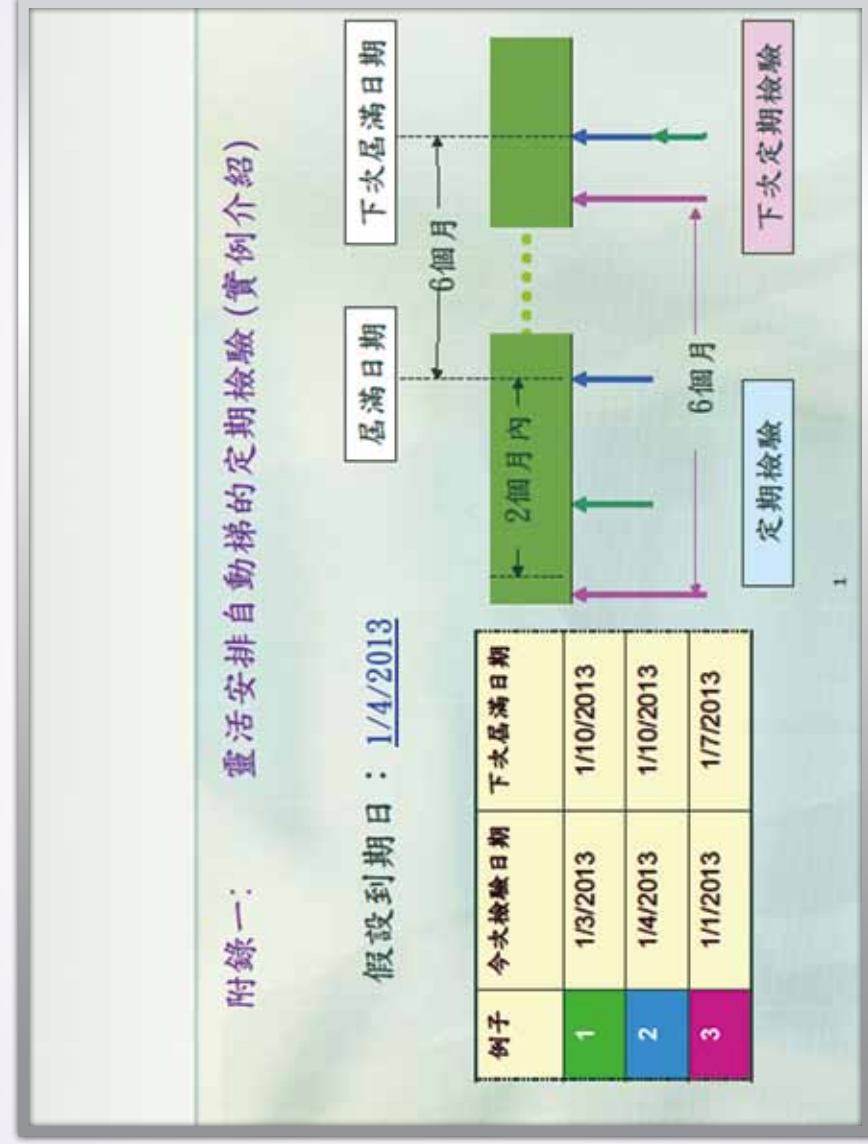 附錄一: 靈活安排自動梯的定期檢驗(實例介紹)
假設到期日：1/4/2013
例子 今次檢驗日期 下次屆滿日期
1 1/3/2013 1/10/2013
2 1/4/2013 1/10/2013
3 1/1/2013 1/7/2013
屆滿日期
下次屆滿日期
6個月
2個月內
6個月
定期檢驗
下次定期檢驗
1